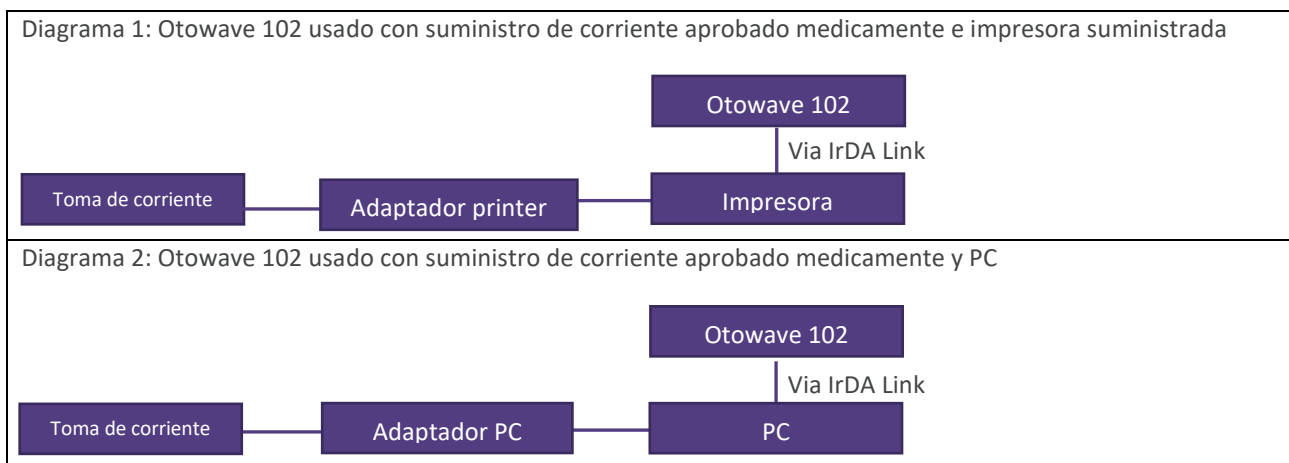 Diagrama 1: Otowave 102 usado con suministro de corriente aprobado medicamente e impresora suministrada
Otowave 102
Via IrDA Link
Toma de corriente
Adaptador printer
Impresora
Diagrama 2: Otowave 102 usado con suministro de corriente aprobado medicamente y PC
Otowave 102
Via IrDA Link
Toma de corriente
Adaptador PC
PC